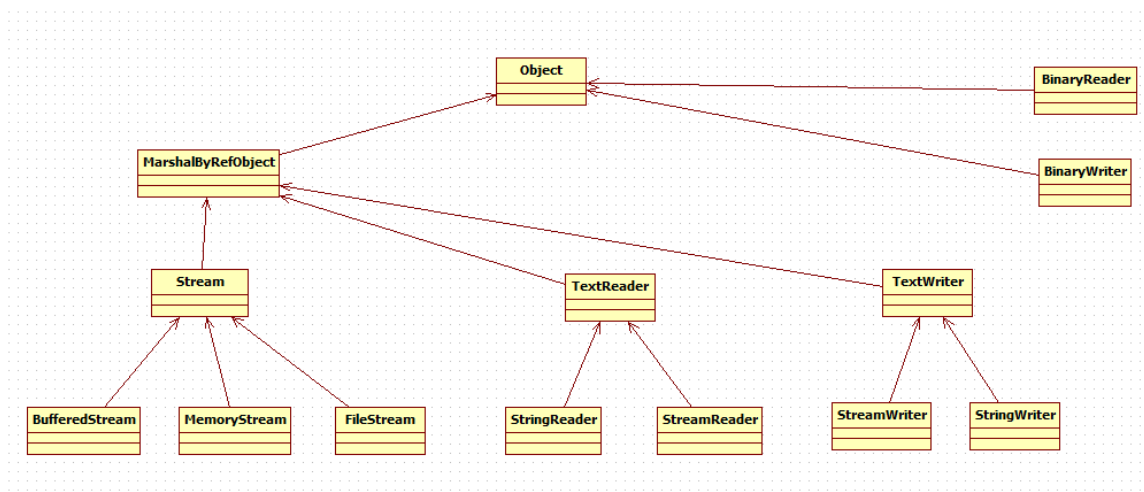 Object
BinaryReader
MarshalByRefObject
BinaryWriter
Stream
TextReader
TextWriter
BufferedStream
MemoryStream
FileStream
StringReader
StreamReader
StreamWriter
StringWriter